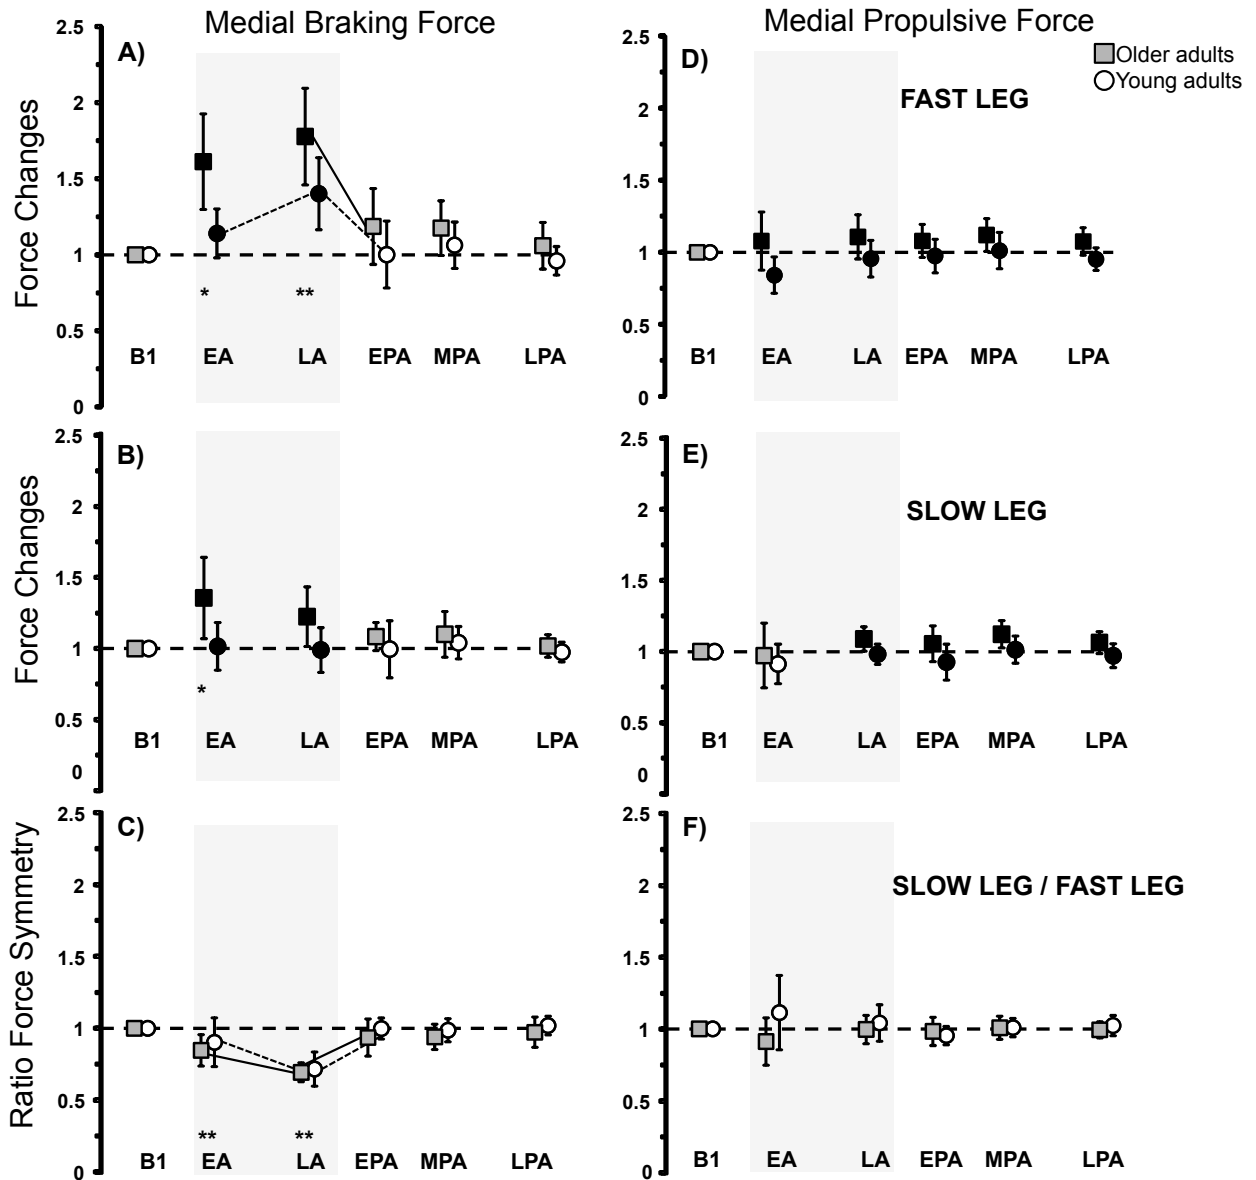 Medial Braking Force
Medial Propulsive Force
Older adults
Young adults
A)
2.5
2
1.5
1
0.5
0
Force Changes
*
**
B1 EA LA EPA MPA LPA
D)
FAST LEG
2.5
2
1.5
1
0.5
0
B1 EA LA EPA MPA LPA
B)
2.5
2
1.5
1
0.5
0
Force Changes
*
B1 EA LA EPA MPA LPA
E)
SLOW LEG
2.5
2
1.5
1
0.5
0
B1 EA LA EPA MPA LPA
C)
2.5
2
1.5
1
0.5
0
Ratio Force Symmetry
**
**
B1 EA LA EPA MPA LPA
F)
SLOW LEG / FAST LEG
2.5
2
1.5
1
0.5
0
B1 EA LA EPA MPA LPA